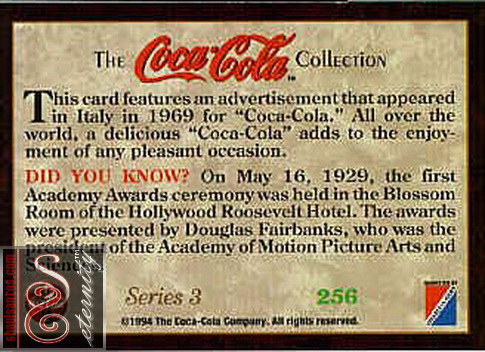 The Coca-Cola™ Collection
This card features an advertisement that appeared
in Italy in 1969 for "Coca-Cola." All over the
world, a delicious "Coca-Cola" adds to the enjoy-
ment of any pleasant occasion.
DID YOU KNOW? On May 16, 1929, the first
Academy Awards ceremony was held in the Blossom
Room of the Hollywood Roosevelt Hotel. The awards
were presented by Douglas Fairbanks, who was the
president of the Academy of Motion Picture Arts and
Sciences.
Series 3 256
©1994 The Coca-Cola Company. All rights reserved.
eternity